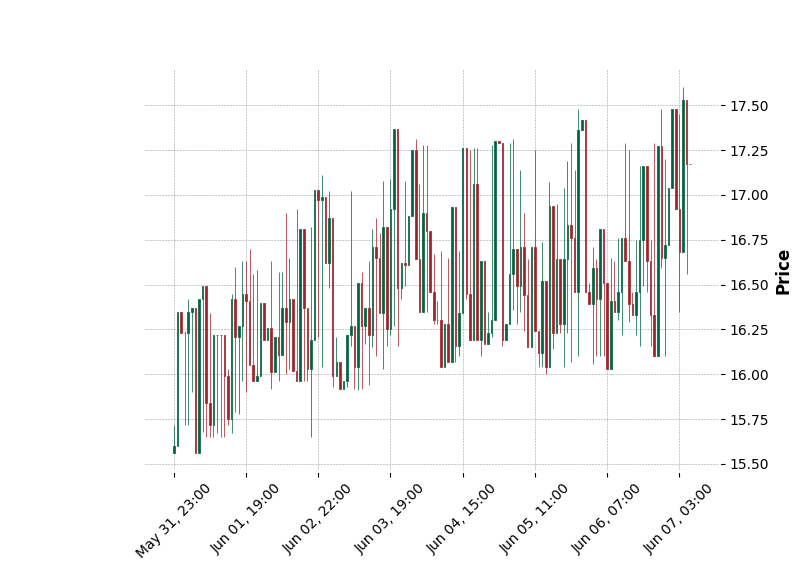 17.50
17.25
17.00
16.75
16.50
16.25
16.00
15.75
15.50
Price
May 31, 23:00
Jun 01, 19:00
Jun 02, 22:00
Jun 03, 19:00
Jun 04, 15:00
Jun 05, 11:00
Jun 06, 07:00
Jun 07, 03:00